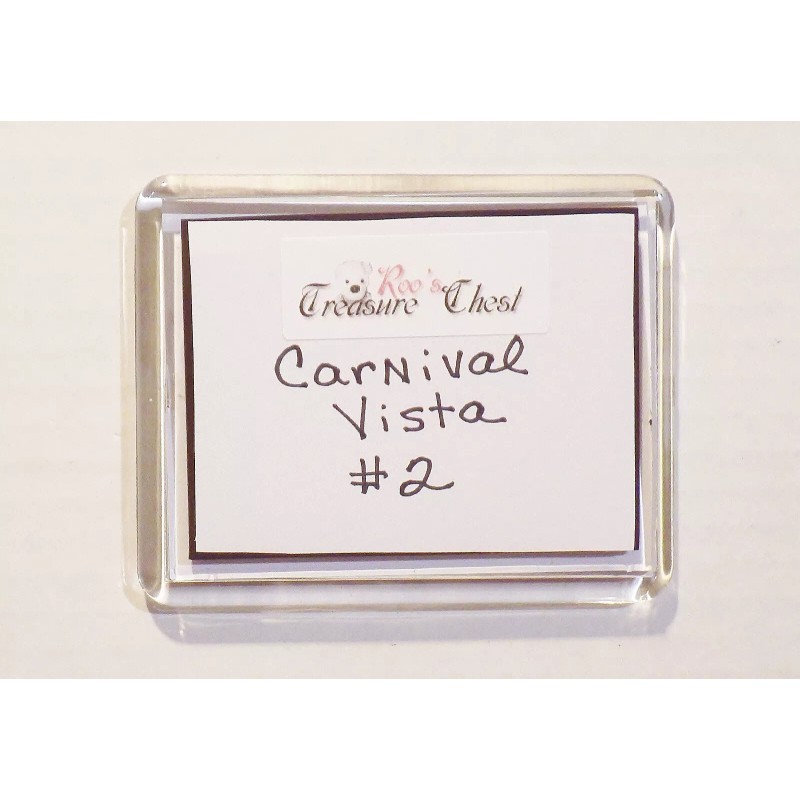 Roo's
Treasure Chest
Carnival
Vista
#2